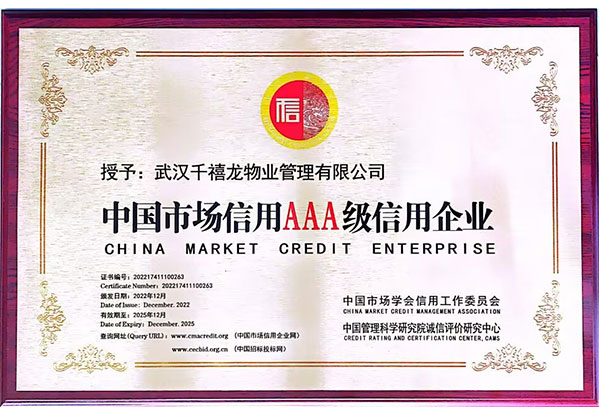 信
授予：武汉千禧龙物业管理有限公司
中国市场信用AAA级信用企业
CHINA MARKET CREDIT ENTERPRISE
证书编号：202217411100263
Certificate Number：202217411100263
颁发日期：2022年12月
Date of Issue：December, 2022
有效期至：2025年12月
Date of Expiry：December, 2025
查询网址(Query URL)：www.cmacredit.org（中国市场信用企业网）
www.cecbid.org.cn（中国招标投标网）
中国市场学会信用工作委员会
CHINA MARKET CREDIT MANAGEMENT ASSOCIATION
中国管理科学研究院诚信评价研究中心
CREDIT RATING AND CERTIFICATION CENTER, CAMS